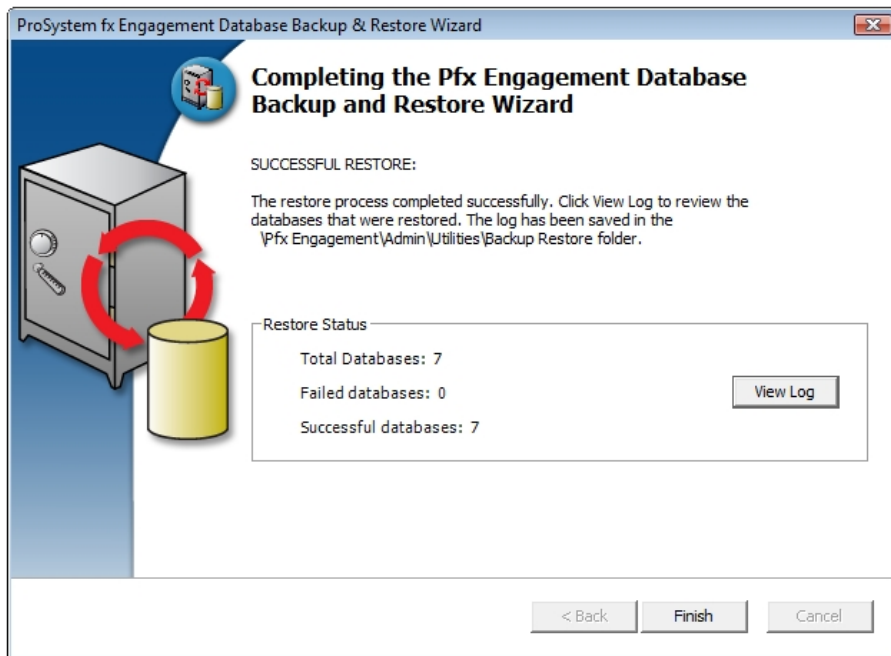 ProSystem fx Engagement Database Backup & Restore Wizard
Completing the Pfx Engagement Database
Backup and Restore Wizard
SUCCESSFUL RESTORE:
The restore process completed successfully. Click View Log to review the
databases that were restored. The log has been saved in the
\Pfx Engagement\Admin\Utilities\Backup Restore folder.
Restore Status
Total Databases: 7
Failed databases: 0
View Log
Successful databases: 7
< Back
Finish
Cancel